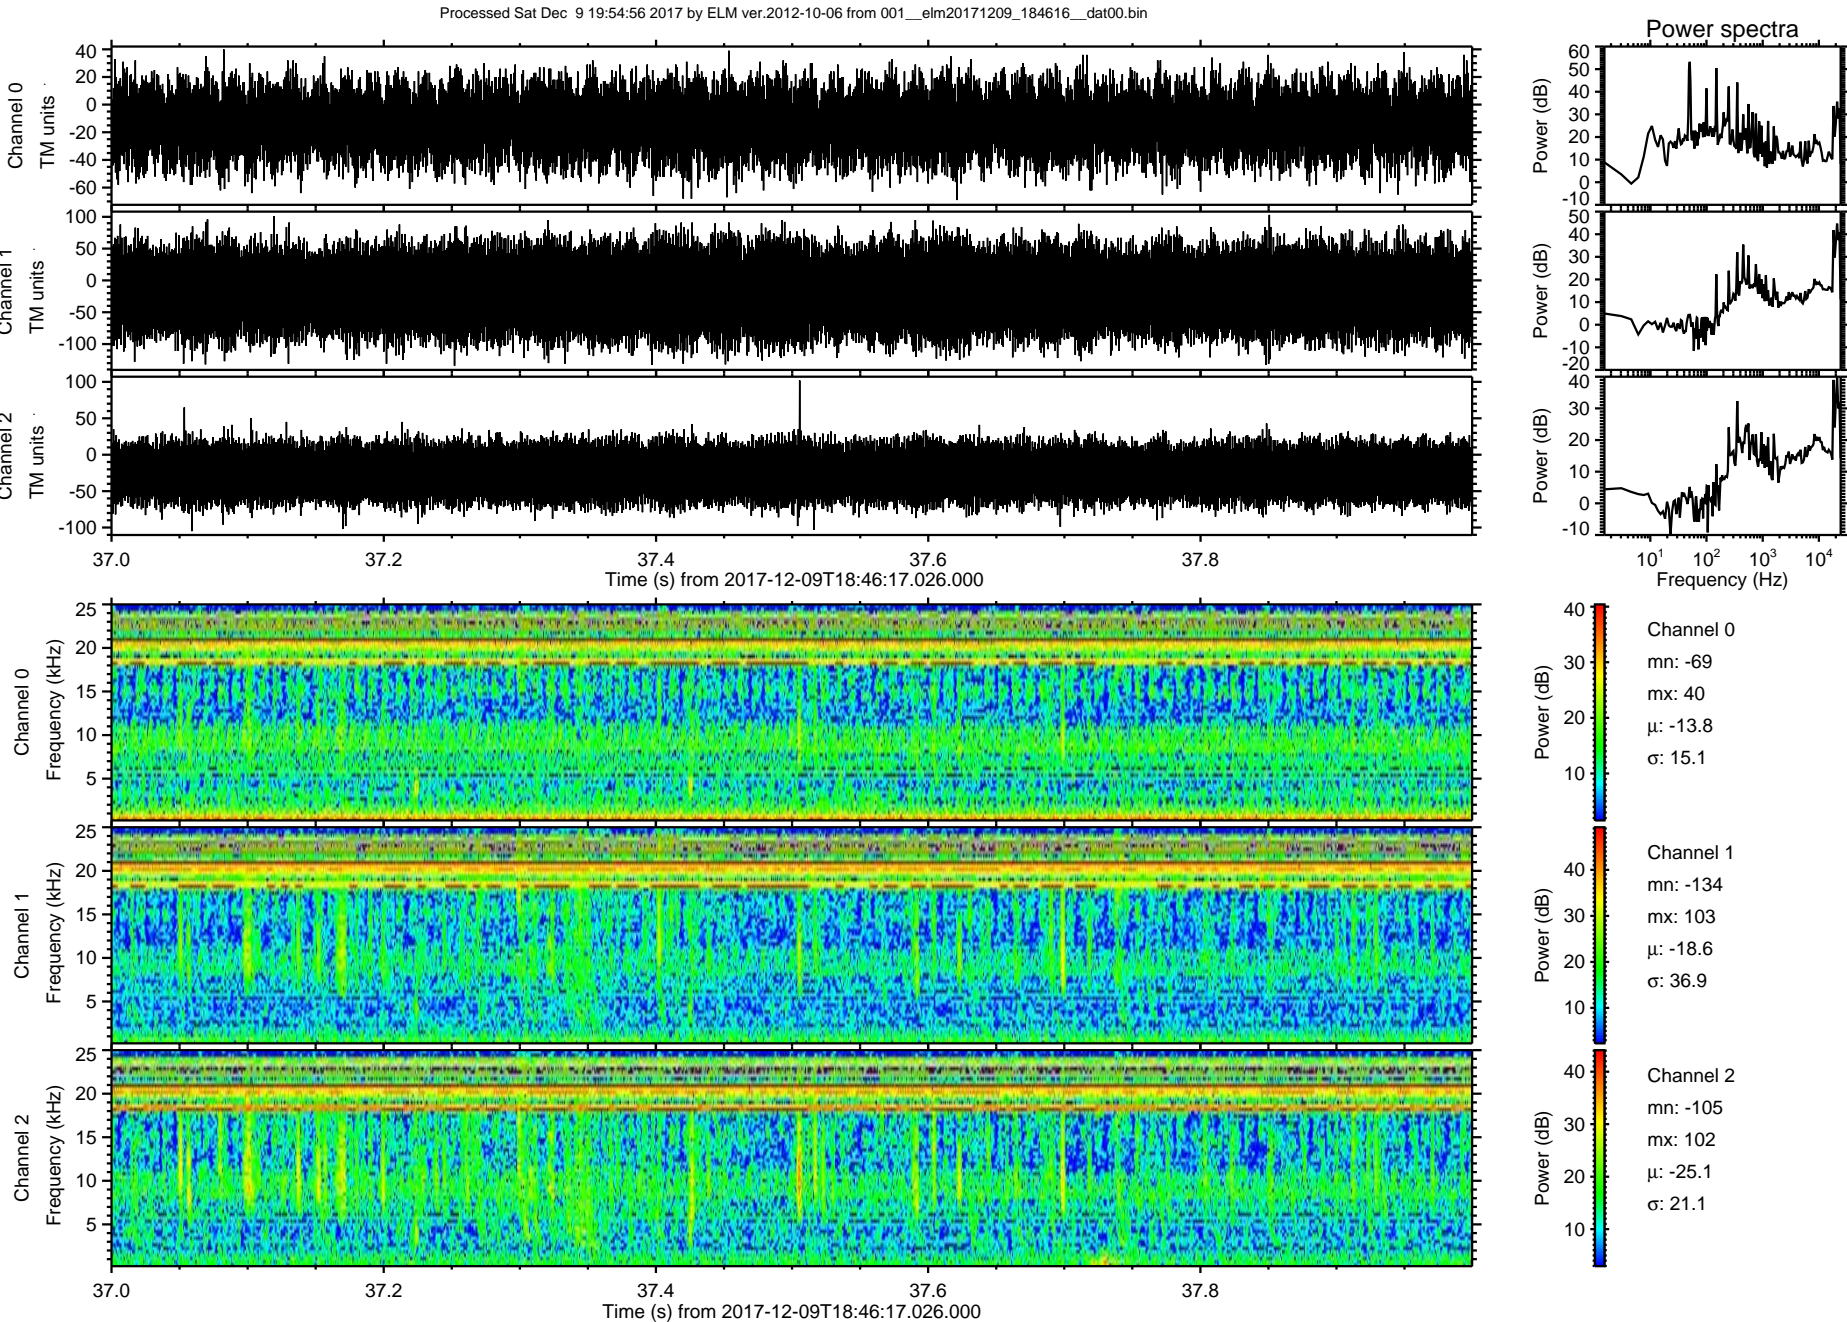 Processed Sat Dec 9 19:54:56 2017 by ELM ver.2012-10-06 from 001__elm20171209_184616__dat00.bin
Power spectra
Channel 0
TM units
40
20
0
-20
-40
-60
Power (dB)
60
50
40
30
20
10
0
-10
Channel 1
TM units
100
50
0
-50
-100
Power (dB)
50
40
30
20
10
0
-10
-20
Channel 2
TM units
100
50
0
-50
-100
Power (dB)
40
30
20
10
0
-10
37.0 37.2 37.4 37.6 37.8
Time (s) from 2017-12-09T18:46:17.026.000
10^1 10^2 10^3 10^4
Frequency (Hz)
Channel 0
Frequency (kHz)
25
20
15
10
5
Power (dB)
40
30
20
10
Channel 0
mn: -69
mx: 40
μ: -13.8
σ: 15.1
Channel 1
Frequency (kHz)
25
20
15
10
5
Power (dB)
40
30
20
10
Channel 1
mn: -134
mx: 103
μ: -18.6
σ: 36.9
Channel 2
Frequency (kHz)
25
20
15
10
5
Power (dB)
40
30
20
10
Channel 2
mn: -105
mx: 102
μ: -25.1
σ: 21.1
37.0 37.2 37.4 37.6 37.8
Time (s) from 2017-12-09T18:46:17.026.000